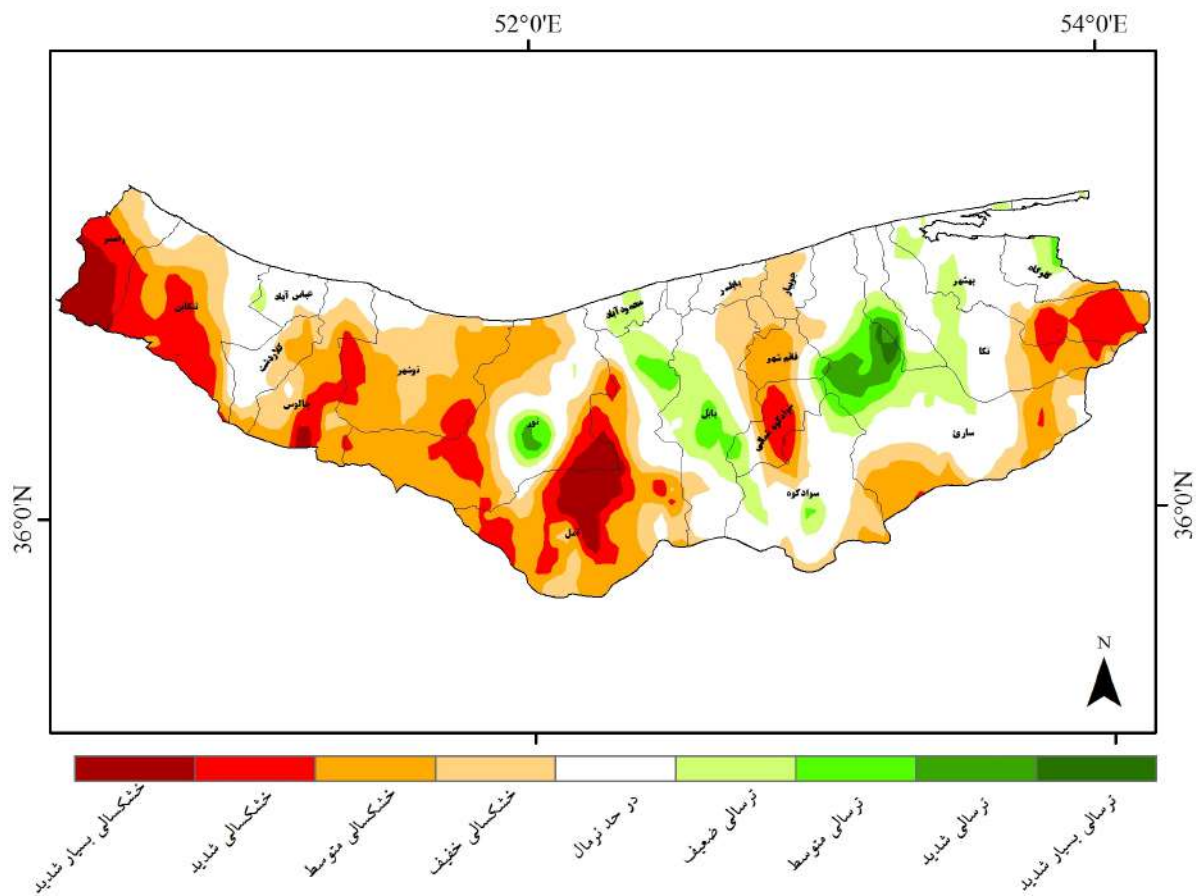 52°0'E 54°0'E
رامسر
تنکابن
عباس آباد
کلاردشت
چالوس
نوشهر
نور
آمل
محمود آباد
بابلسر
جویبار
قائم شهر
بابل
سوادکوه شمالی
سوادکوه
ساری
نکا
بهشهر
گلوگاه
36°0'N 36°0'N
N
خشکسالی بسیار شدید
خشکسالی شدید
خشکسالی متوسط
خشکسالی خفیف
در حد نرمال
ترسالی ضعیف
ترسالی متوسط
ترسالی شدید
ترسالی بسیار شدید